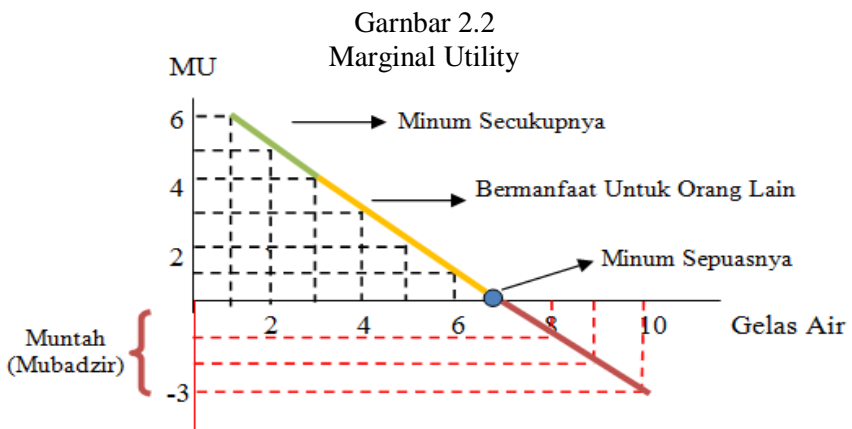 Garnbar 2.2
Marginal Utility
MU
6
Minum Secukupnya
4
Bermanfaat Untuk Orang Lain
2
Minum Sepuasnya
2
4
6
8
10
Gelas Air
Muntah
(Mubadzir)
-3